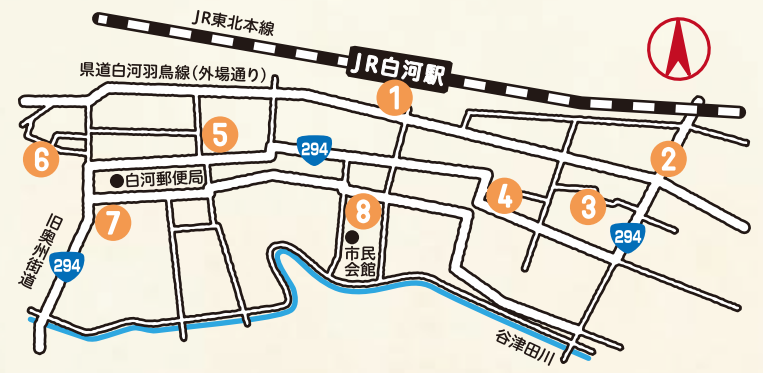 JR東北本線
JR白河駅
県道白河羽鳥線(外場通り)
1
5
294
2
6
白河郵便局
4
3
7
8
旧奥州街道
294
市民
会館
294
谷津田川